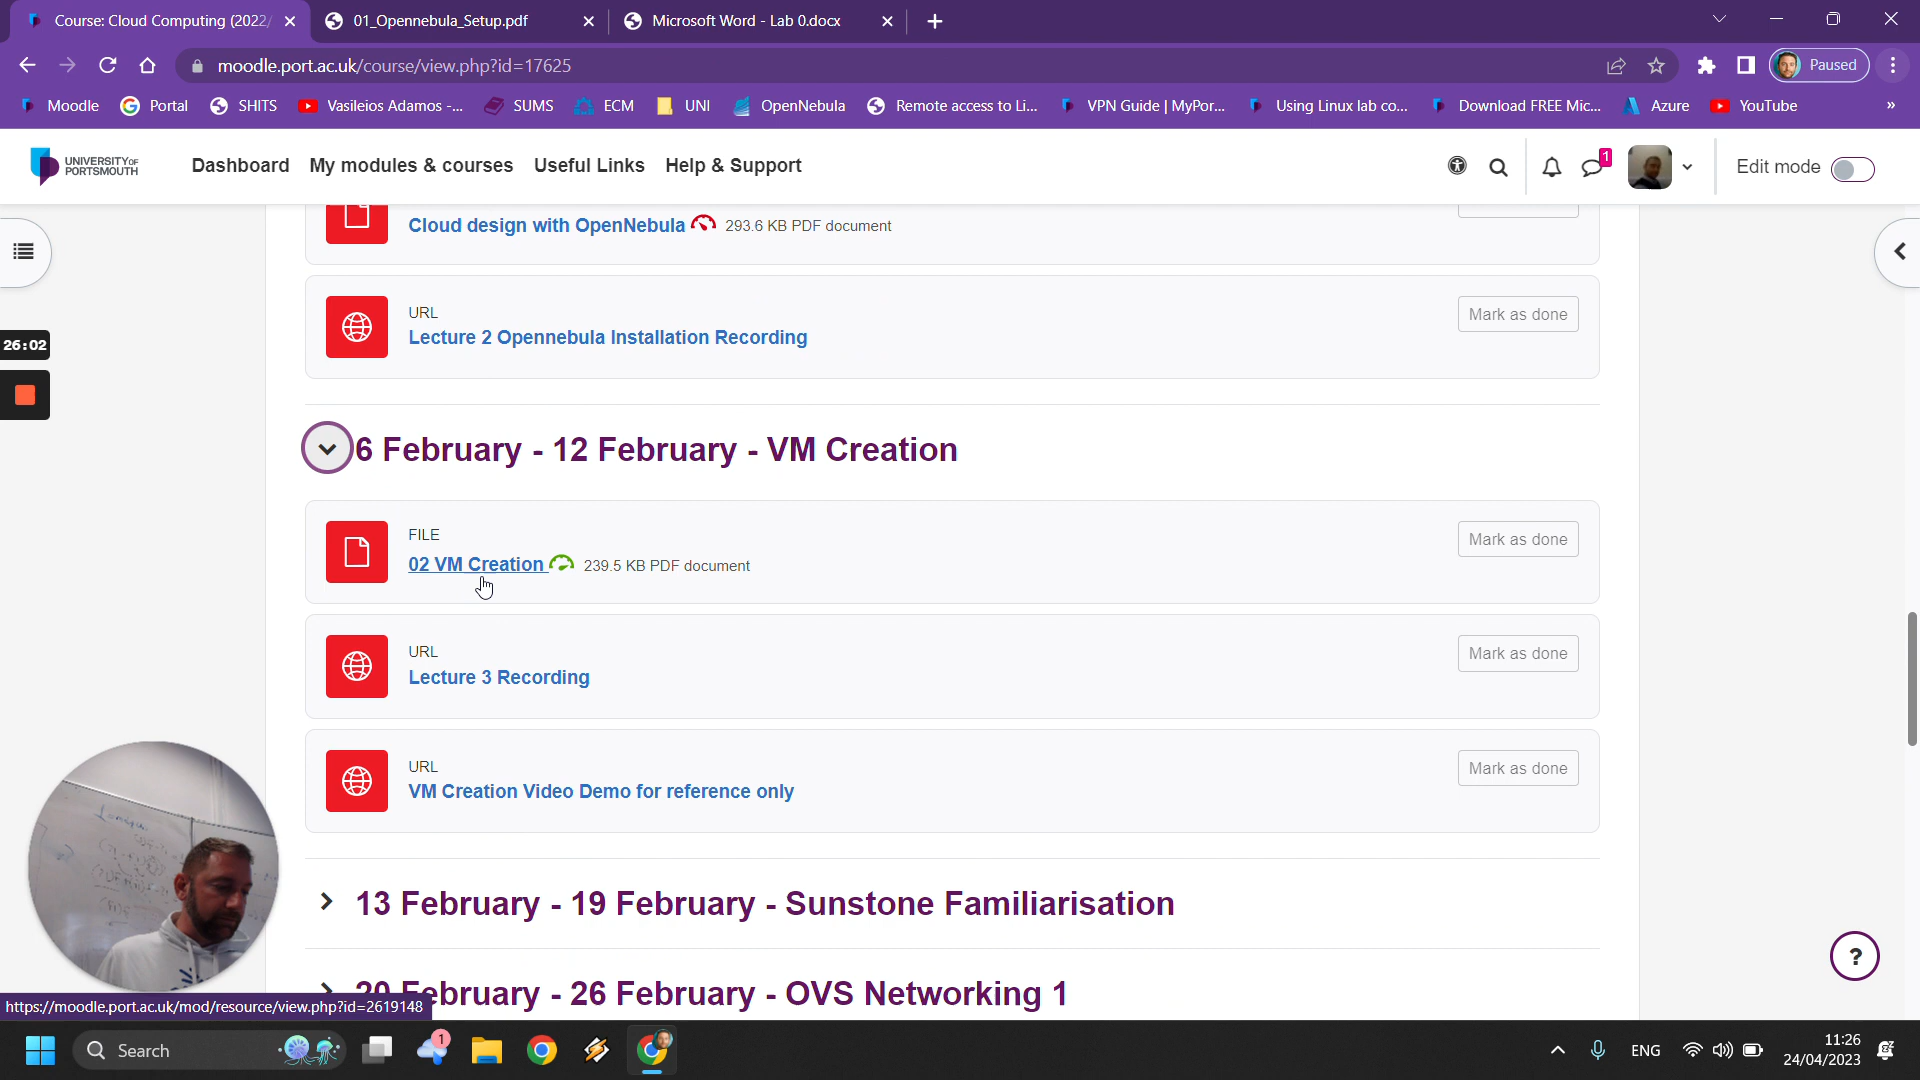 Course: Cloud Computing (2022/
01_Opennebula_Setup.pdf
Microsoft Word - Lab 0.docx
moodle.port.ac.uk/course/view.php?id=17625
Paused
Moodle
Portal
SHITS
Vasileios Adamos -...
SUMS
ECM
UNI
OpenNebula
Remote access to Li...
VPN Guide | MyPor...
Using Linux lab co...
Download FREE Mic...
Azure
YouTube
»
UNIVERSITY OF
PORTSMOUTH
Dashboard
My modules & courses
Useful Links
Help & Support
1
Edit mode
Cloud design with OpenNebula 293.6 KB PDF document
URL
Lecture 2 Opennebula Installation Recording
Mark as done
26:02
6 February - 12 February - VM Creation
FILE
02 VM Creation 239.5 KB PDF document
Mark as done
URL
Lecture 3 Recording
Mark as done
URL
VM Creation Video Demo for reference only
Mark as done
13 February - 19 February - Sunstone Familiarisation
?
20 February - 26 February - OVS Networking 1
https://moodle.port.ac.uk/mod/resource/view.php?id=2619148
Search
1
ENG
11:26
24/04/2023